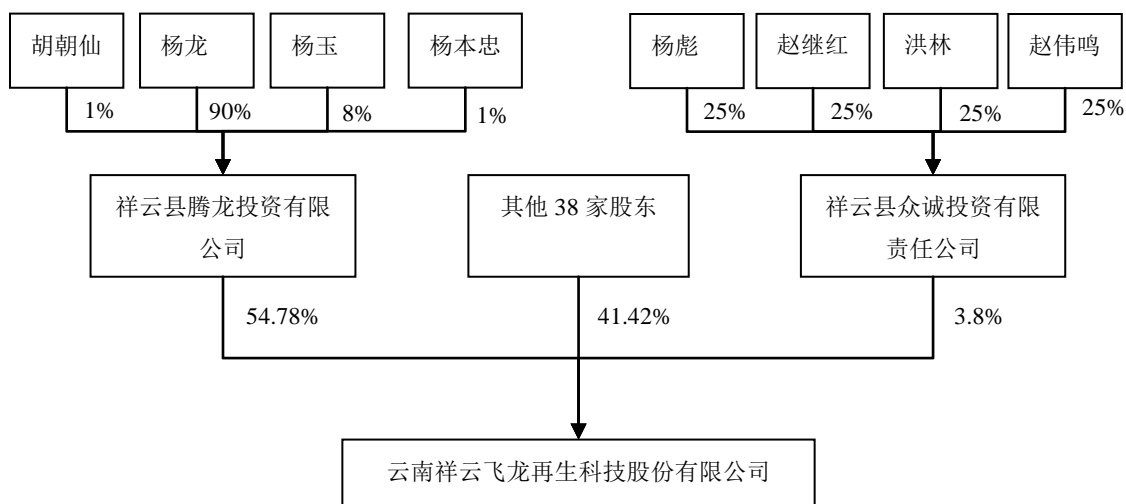 胡朝仙 杨龙 杨玉 杨本忠 杨彪 赵继红 洪林 赵伟鸣
1% 90% 8% 1% 25% 25% 25% 25%
祥云县腾龙投资有限
公司
其他 38 家股东
祥云县众诚投资有限
责任公司
54.78% 41.42% 3.8%
云南祥云飞龙再生科技股份有限公司